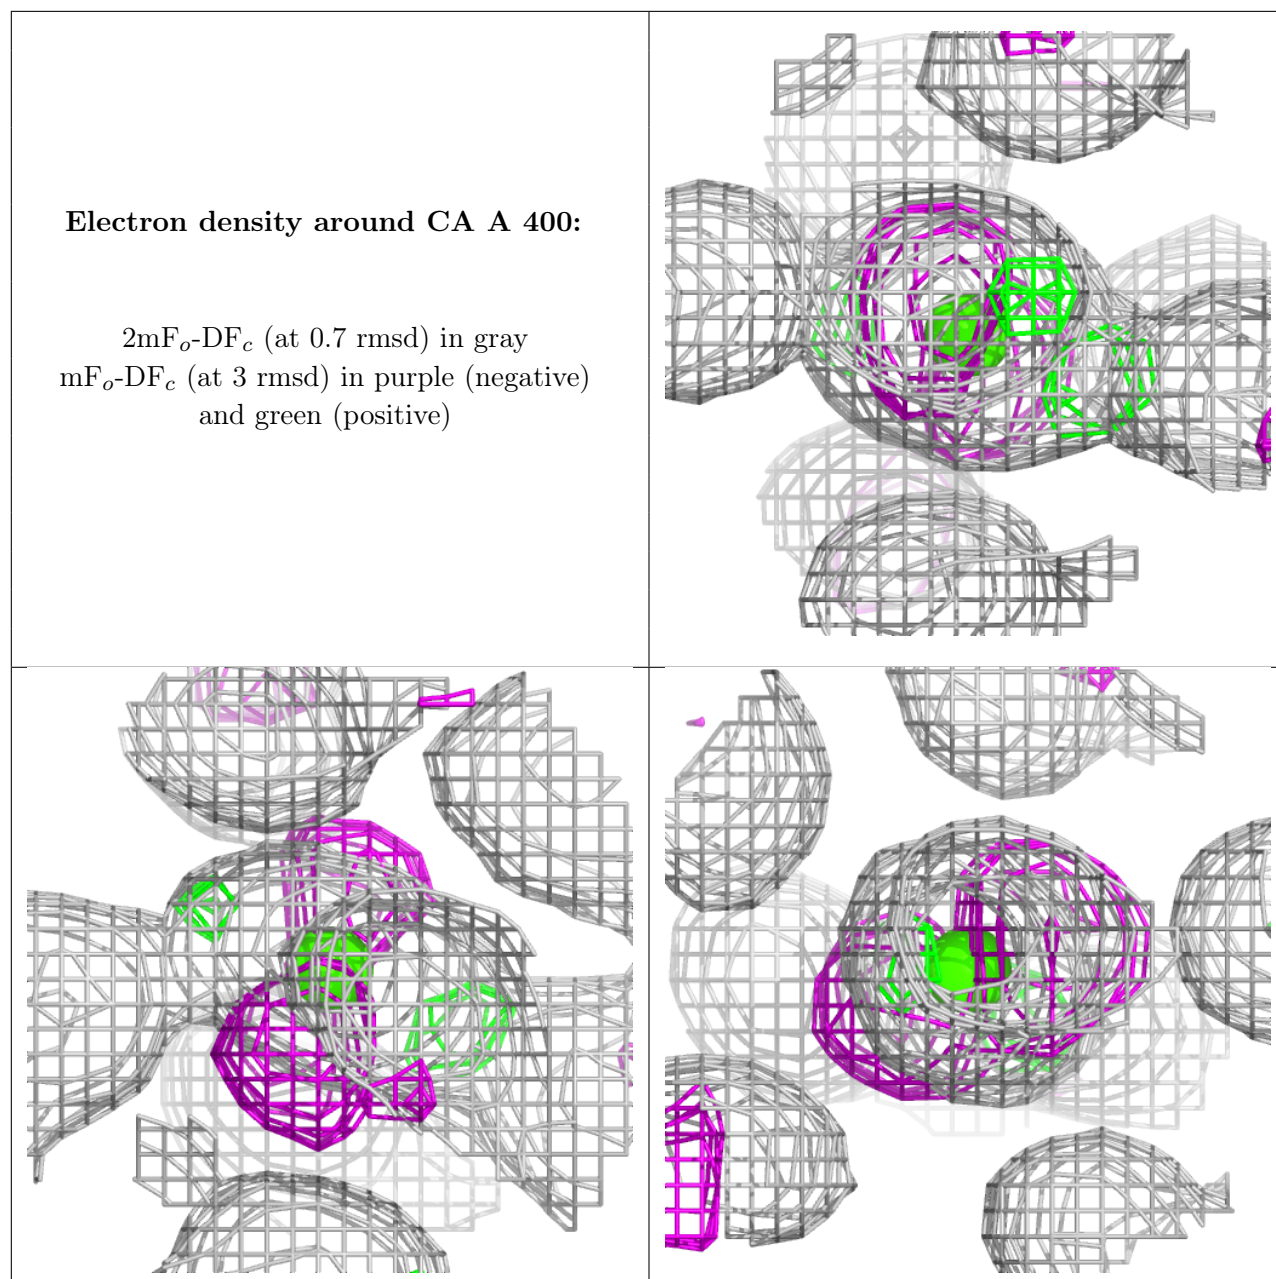 Electron density around CA A 400:
2mFₒ-DF𝒸 (at 0.7 rmsd) in gray
mFₒ-DF𝒸 (at 3 rmsd) in purple (negative)
and green (positive)